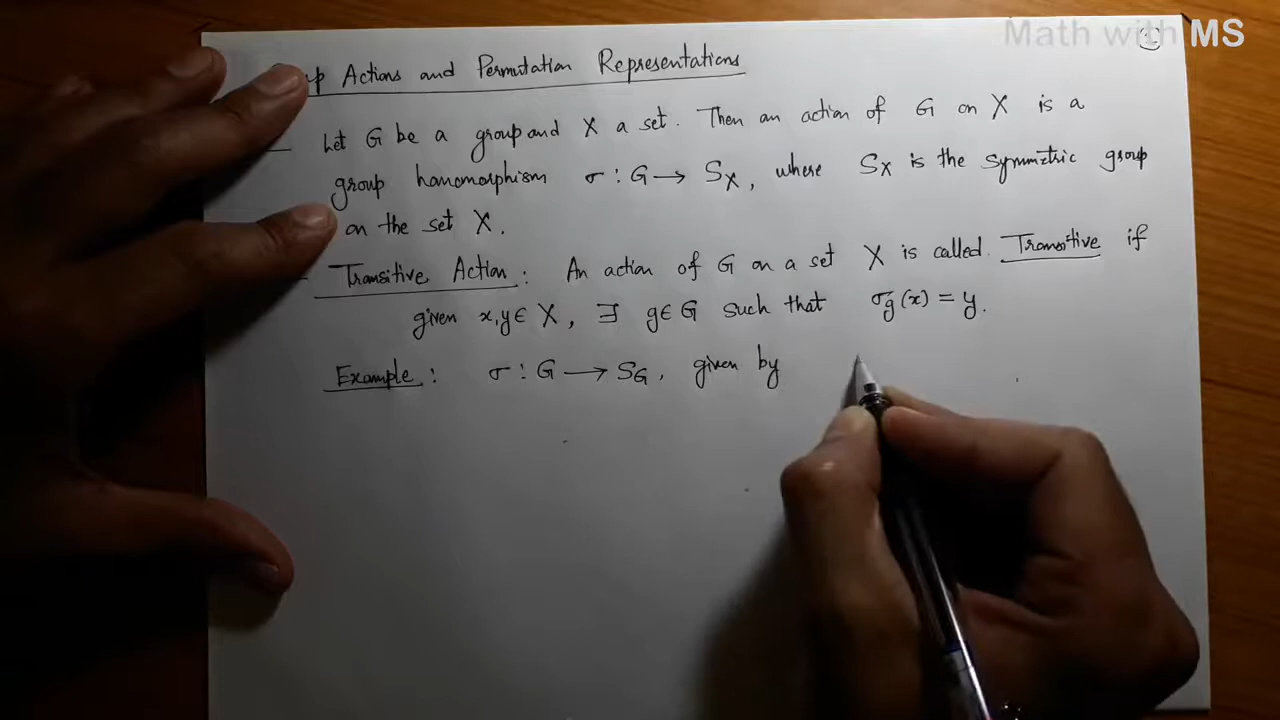 Math with MS
Actions and Permutation Representations
Let G be a group and X a set. Then an action of G on X is a
group homomorphism σ : G → S_X, where S_X is the symmetric group
on the set X.
Transitive Action : An action of G on a set X is called Transitive if
given x,y ∈ X, ∃ g ∈ G such that σ_g(x) = y.
Example : σ : G → S_G, given by